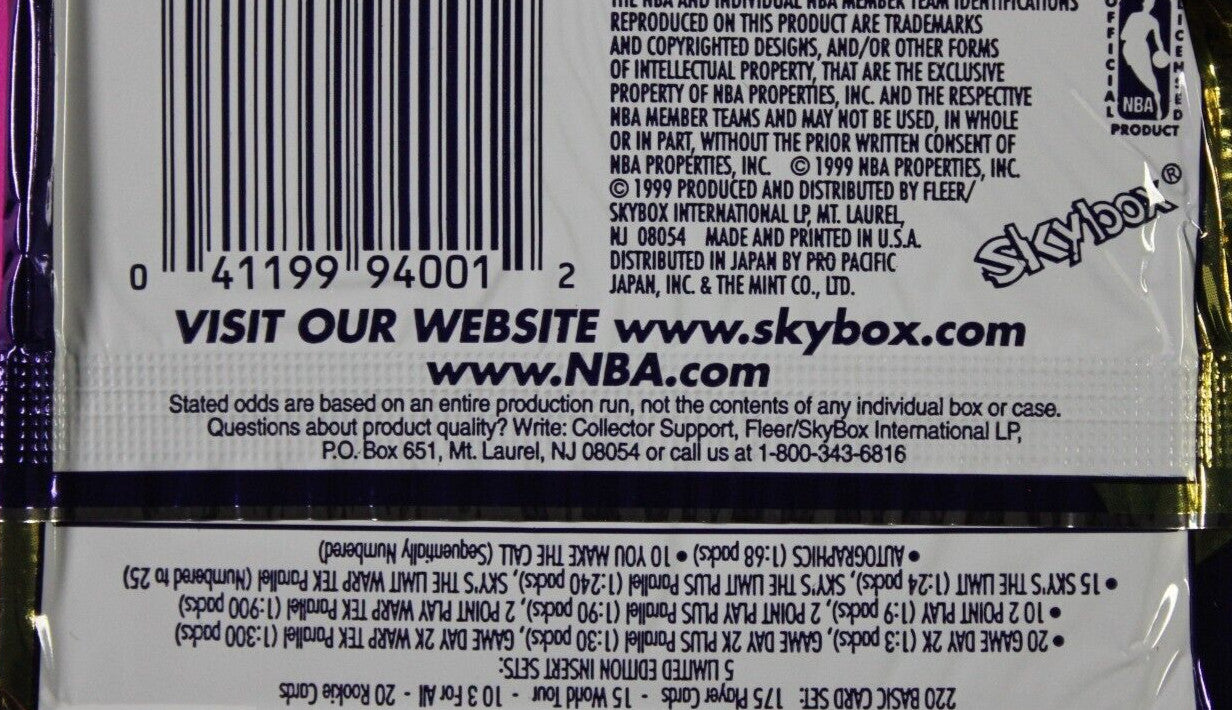 THE NBA AND INDIVIDUAL NBA MEMBER TEAM IDENTIFICATIONS
REPRODUCED ON THIS PRODUCT ARE TRADEMARKS
AND COPYRIGHTED DESIGNS, AND/OR OTHER FORMS
OF INTELLECTUAL PROPERTY, THAT ARE THE EXCLUSIVE
PROPERTY OF NBA PROPERTIES, INC. AND THE RESPECTIVE
NBA MEMBER TEAMS AND MAY NOT BE USED, IN WHOLE
OR IN PART, WITHOUT THE PRIOR WRITTEN CONSENT OF
NBA PROPERTIES, INC. © 1999 NBA PROPERTIES, INC.
© 1999 PRODUCED AND DISTRIBUTED BY FLEER/
SKYBOX INTERNATIONAL LP, MT. LAUREL,
NJ 08054 MADE AND PRINTED IN U.S.A.
DISTRIBUTED IN JAPAN BY PRO PACIFIC
JAPAN, INC. & THE MINT CO., LTD.
OFFICIAL
LICENSED
NBA
PRODUCT
Skybox®
0 41199 94001 2
VISIT OUR WEBSITE www.skybox.com
www.NBA.com
Stated odds are based on an entire production run, not the contents of any individual box or case.
Questions about product quality? Write: Collector Support, Fleer/SkyBox International LP,
P.O. Box 651, Mt. Laurel, NJ 08054 or call us at 1-800-343-6816
220 BASIC CARD SET: 175 Player Cards - 15 World Tour - 10 3 For All - 20 Rookie Cards
5 LIMITED EDITION INSERT SETS:
• 20 GAME DAY 2K (1:3 packs), GAME DAY 2K PLUS Parallel (1:30 packs), GAME DAY 2K WARP TEK Parallel (1:300 packs)
• 10 2 POINT PLAY (1:9 packs), 2 POINT PLAY PLUS Parallel (1:90 packs), 2 POINT PLAY WARP TEK Parallel (1:900 packs)
• 15 SKY'S THE LIMIT (1:24 packs), SKY'S THE LIMIT PLUS Parallel (1:240 packs), SKY'S THE LIMIT WARP TEK Parallel (Numbered to 25)
• AUTOGRAPHICS (1:68 packs) • 10 YOU MAKE THE CALL (Sequentially Numbered)